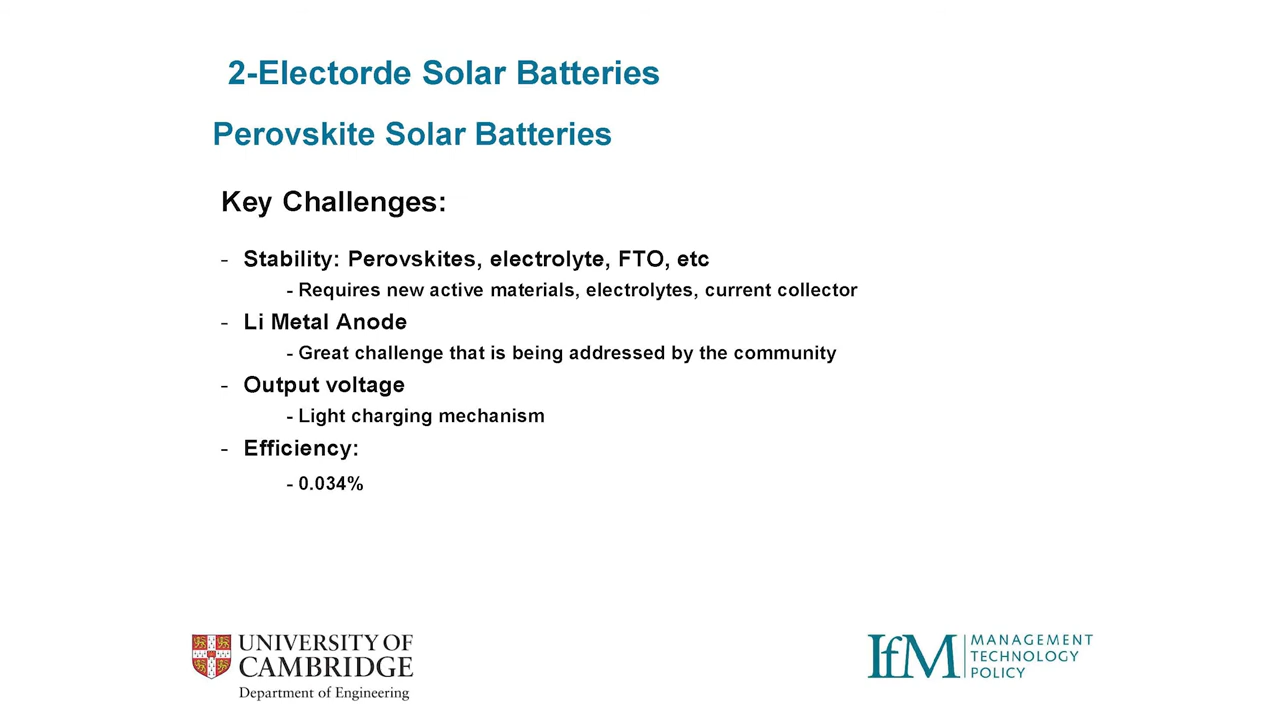 2-Electorde Solar Batteries
Perovskite Solar Batteries
Key Challenges:
- Stability: Perovskites, electrolyte, FTO, etc
- Requires new active materials, electrolytes, current collector
- Li Metal Anode
- Great challenge that is being addressed by the community
- Output voltage
- Light charging mechanism
- Efficiency:
- 0.034%
UNIVERSITY OF
CAMBRIDGE
Department of Engineering
IfM
MANAGEMENT
TECHNOLOGY
POLICY